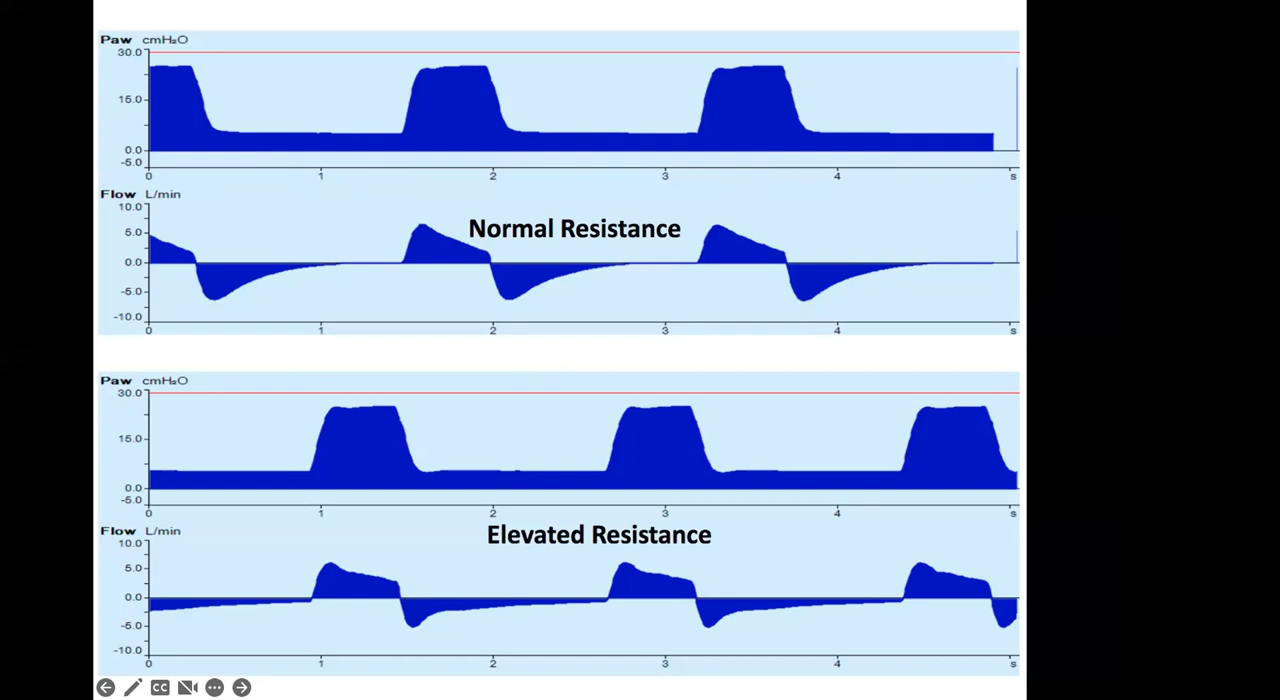 Paw cmH₂O
30.0
15.0
0.0
-5.0
0 1 2 3 4 s
Flow L/min
10.0
5.0
0.0
-5.0
-10.0
0 1 2 3 4 s
Normal Resistance
Paw cmH₂O
30.0
15.0
0.0
-5.0
0 1 2 3 4 s
Flow L/min
10.0
5.0
0.0
-5.0
-10.0
0 1 2 3 4 s
Elevated Resistance
CC